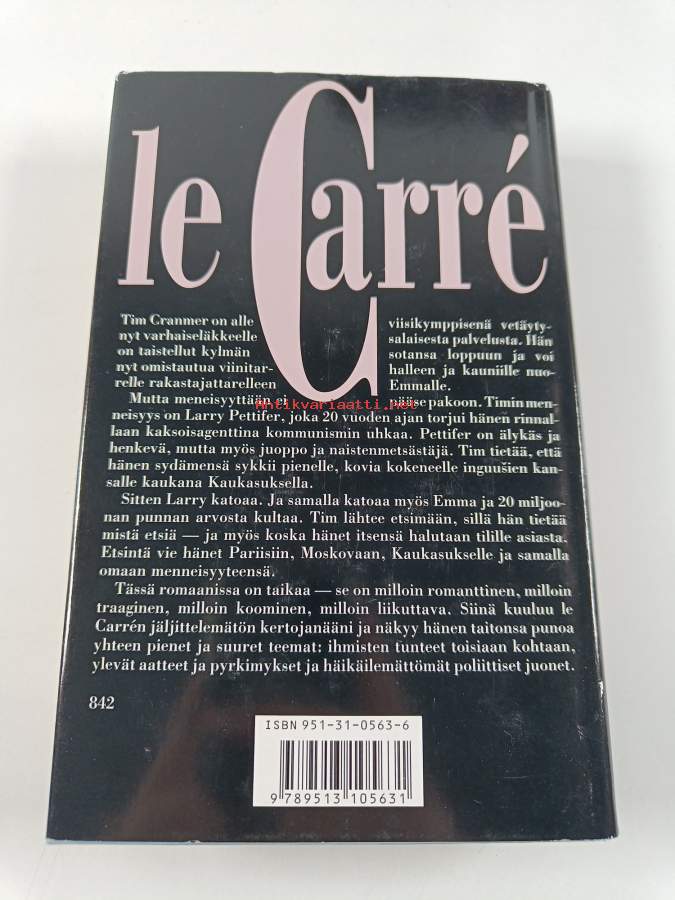 le Carré
Tim Cranmer on alle viisikymppisenä vetäyty-
nyt varhaiseläkkeelle salaisesta palvelusta. Hän
on taistellut kylmän sotansa loppuun ja voi
nyt omistautua viinitar- halleen ja kauniille nuo-
relle rakastajattarelleen Emmalle.
Mutta menneisyyttään ei pääse pakoon. Timin men-
Antikvariaatti.net
neisyys on Larry Pettifer, joka 20 vuoden ajan torjui hänen rinnal-
laan kaksoisagenttina kommunismin uhkaa. Pettifer on älykäs ja
henkevä, mutta myös juoppo ja naistenmetsästäjä. Tim tietää, että
hänen sydämensä sykkii pienelle, kovia kokeneelle inguusien kan-
salle kaukana Kaukasuksella.
Sitten Larry katoaa. Ja samalla katoaa myös Emma ja 20 miljoo-
nan punnan arvosta kultaa. Tim lähtee etsimään, sillä hän tietää
mistä etsiä — ja myös koska hänet itsensä halutaan tilille asiasta.
Etsintä vie hänet Pariisiin, Moskovaan, Kaukasukselle ja samalla
omaan menneisyyteensä.
Tässä romaanissa on taikaa — se on milloin romanttinen, milloin
traaginen, milloin koominen, milloin liikuttava. Siinä kuuluu le
Carrén jäljittelemätön kertojanääni ja näkyy hänen taitonsa punoa
yhteen pienet ja suuret teemat: ihmisten tunteet toisiaan kohtaan,
ylevät aatteet ja pyrkimykset ja häikäilemättömät poliittiset juonet.
842
ISBN 951-31-0563-6
9 789513 105631